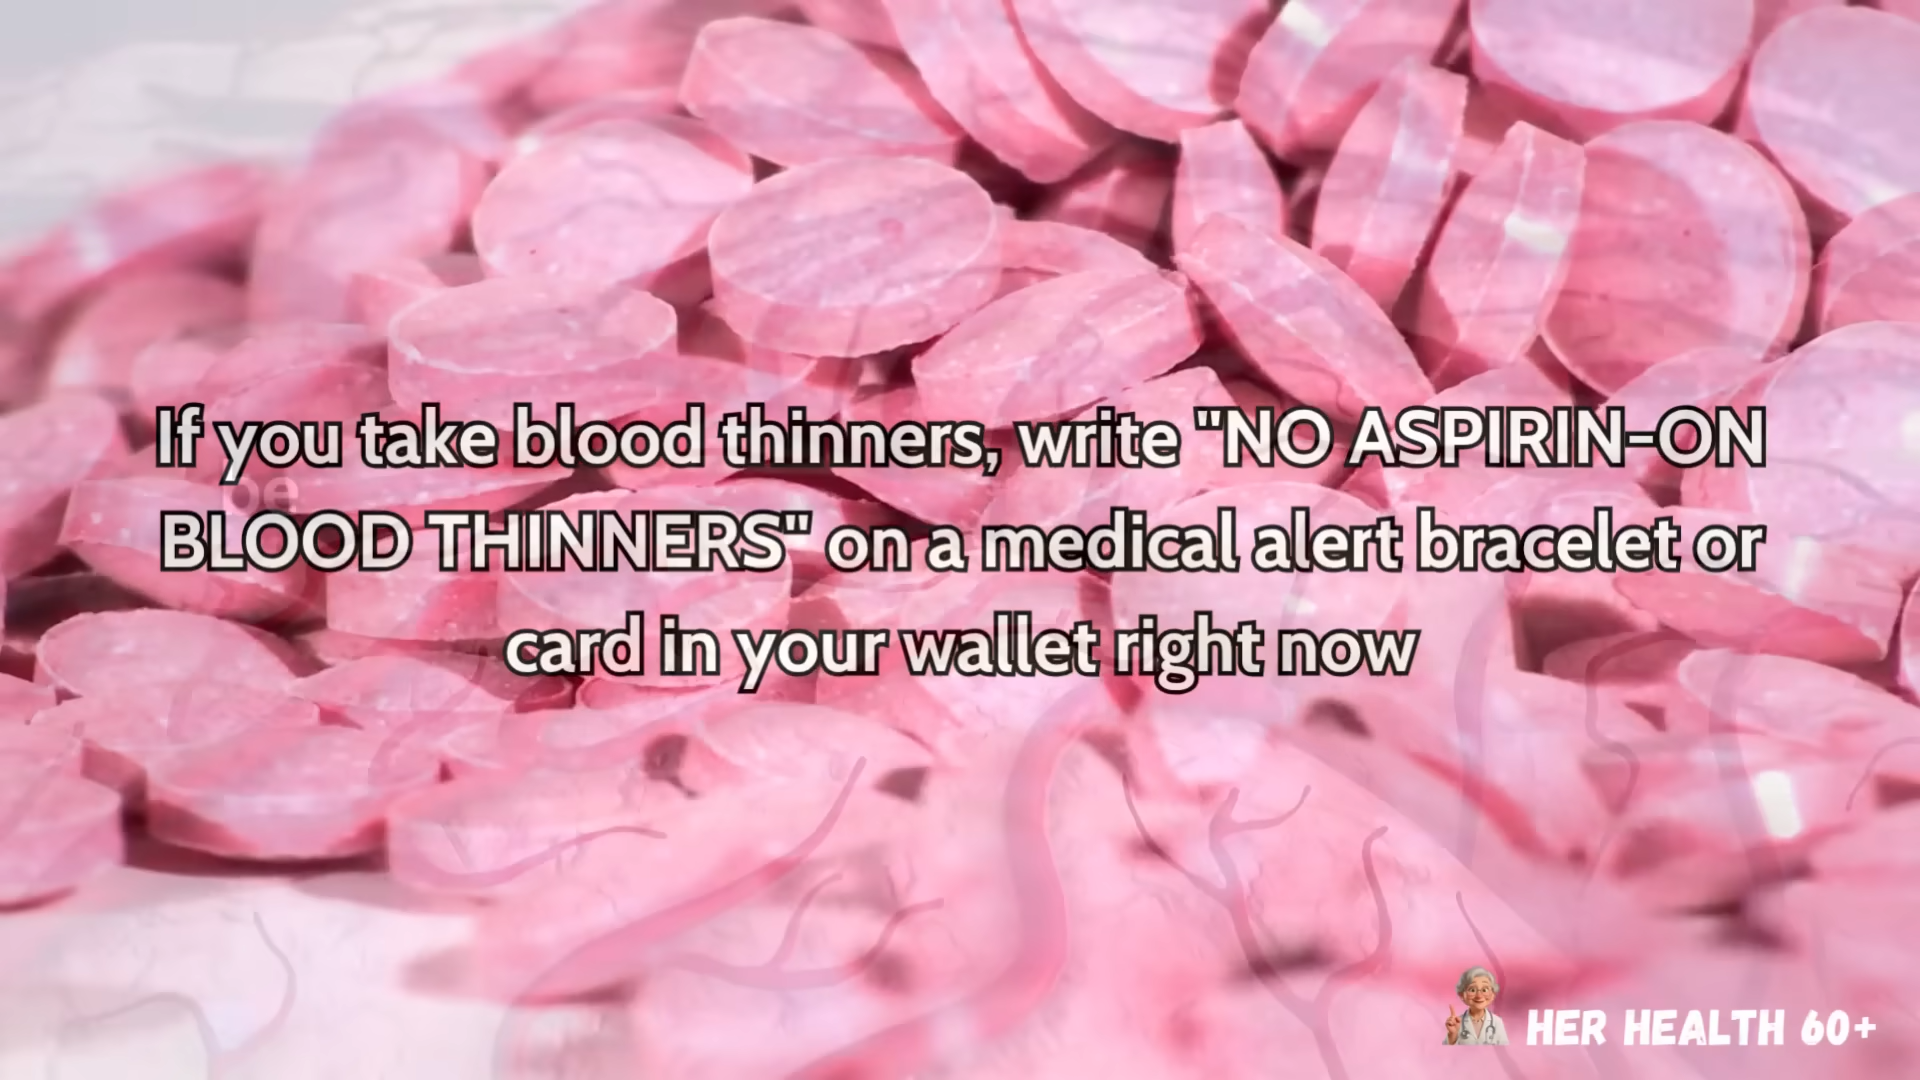 If you take blood thinners, write "NO ASPIRIN-ON
BLOOD THINNERS" on a medical alert bracelet or
card in your wallet right now
be
HER HEALTH 60+